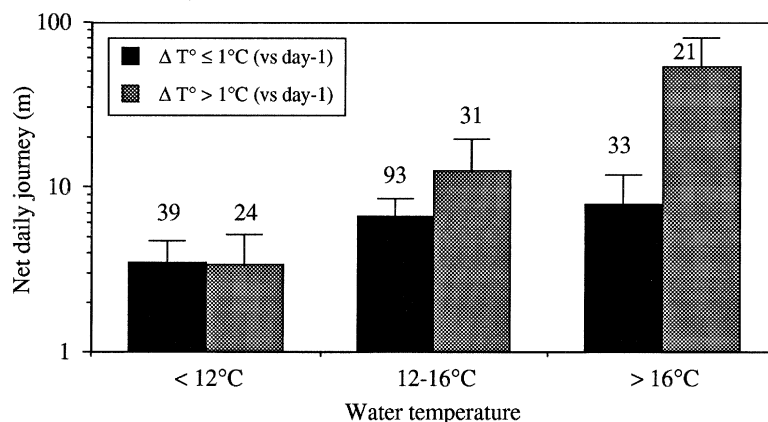 100
Δ T° ≤ 1°C (vs day-1)
Δ T° > 1°C (vs day-1)
21
31
33
93
39
24
10
1
Net daily journey (m)
< 12°C
12-16°C
> 16°C
Water temperature